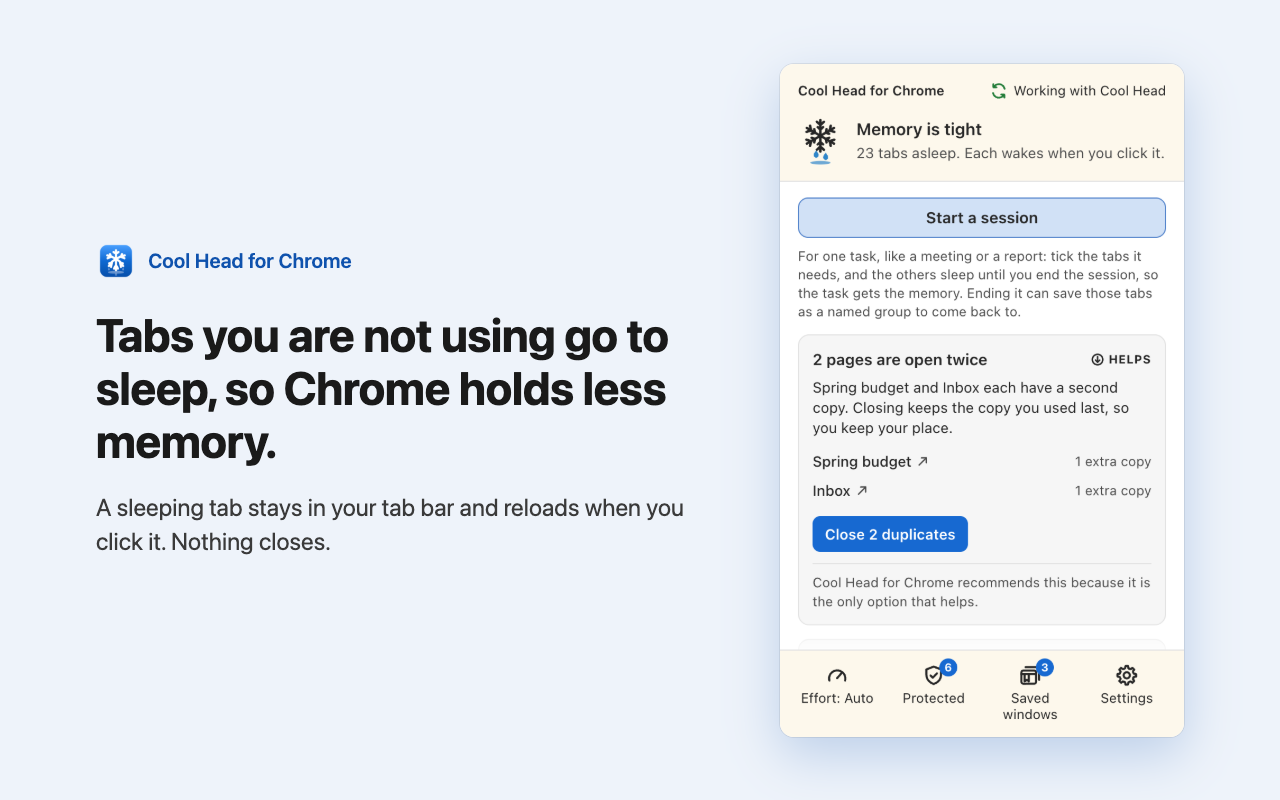 Cool Head for Chrome
Tabs you are not using go to
sleep, so Chrome holds less
memory.
A sleeping tab stays in your tab bar and reloads when you
click it. Nothing closes.
Cool Head for Chrome
Working with Cool Head
Memory is tight
23 tabs asleep. Each wakes when you click it.
Start a session
For one task, like a meeting or a report: tick the tabs it
needs, and the others sleep until you end the session, so
the task gets the memory. Ending it can save those tabs
as a named group to come back to.
2 pages are open twice
HELPS
Spring budget and Inbox each have a second
copy. Closing keeps the copy you used last, so
you keep your place.
Spring budget ↗
1 extra copy
Inbox ↗
1 extra copy
Close 2 duplicates
Cool Head for Chrome recommends this because it is
the only option that helps.
Effort: Auto
6
Protected
3
Saved
windows
Settings